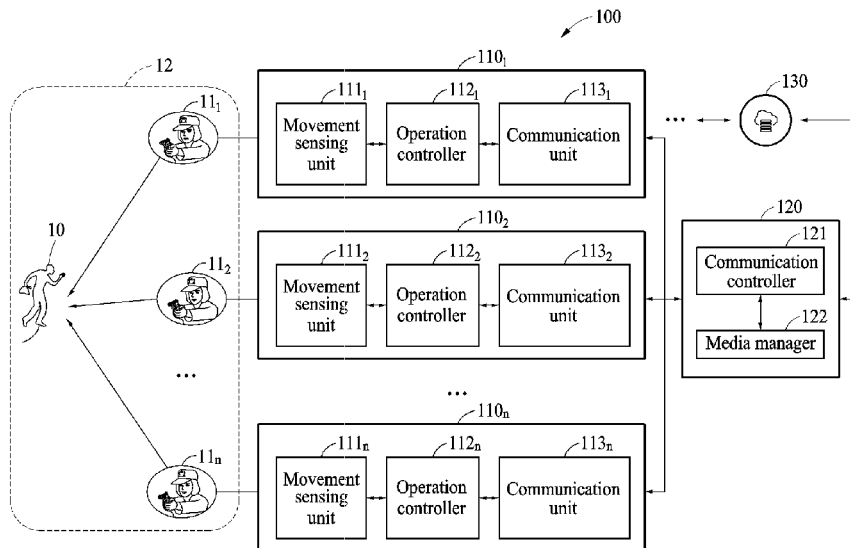 100
12
110₁
130
11₁
111₁
112₁
113₁
Movement
sensing
unit
Operation
controller
Communication
unit
...
10
110₂
120
11₂
111₂
112₂
113₂
Movement
sensing
unit
Operation
controller
Communication
unit
121
Communication
controller
122
Media manager
...
...
110ₙ
11ₙ
111ₙ
112ₙ
113ₙ
Movement
sensing
unit
Operation
controller
Communication
unit